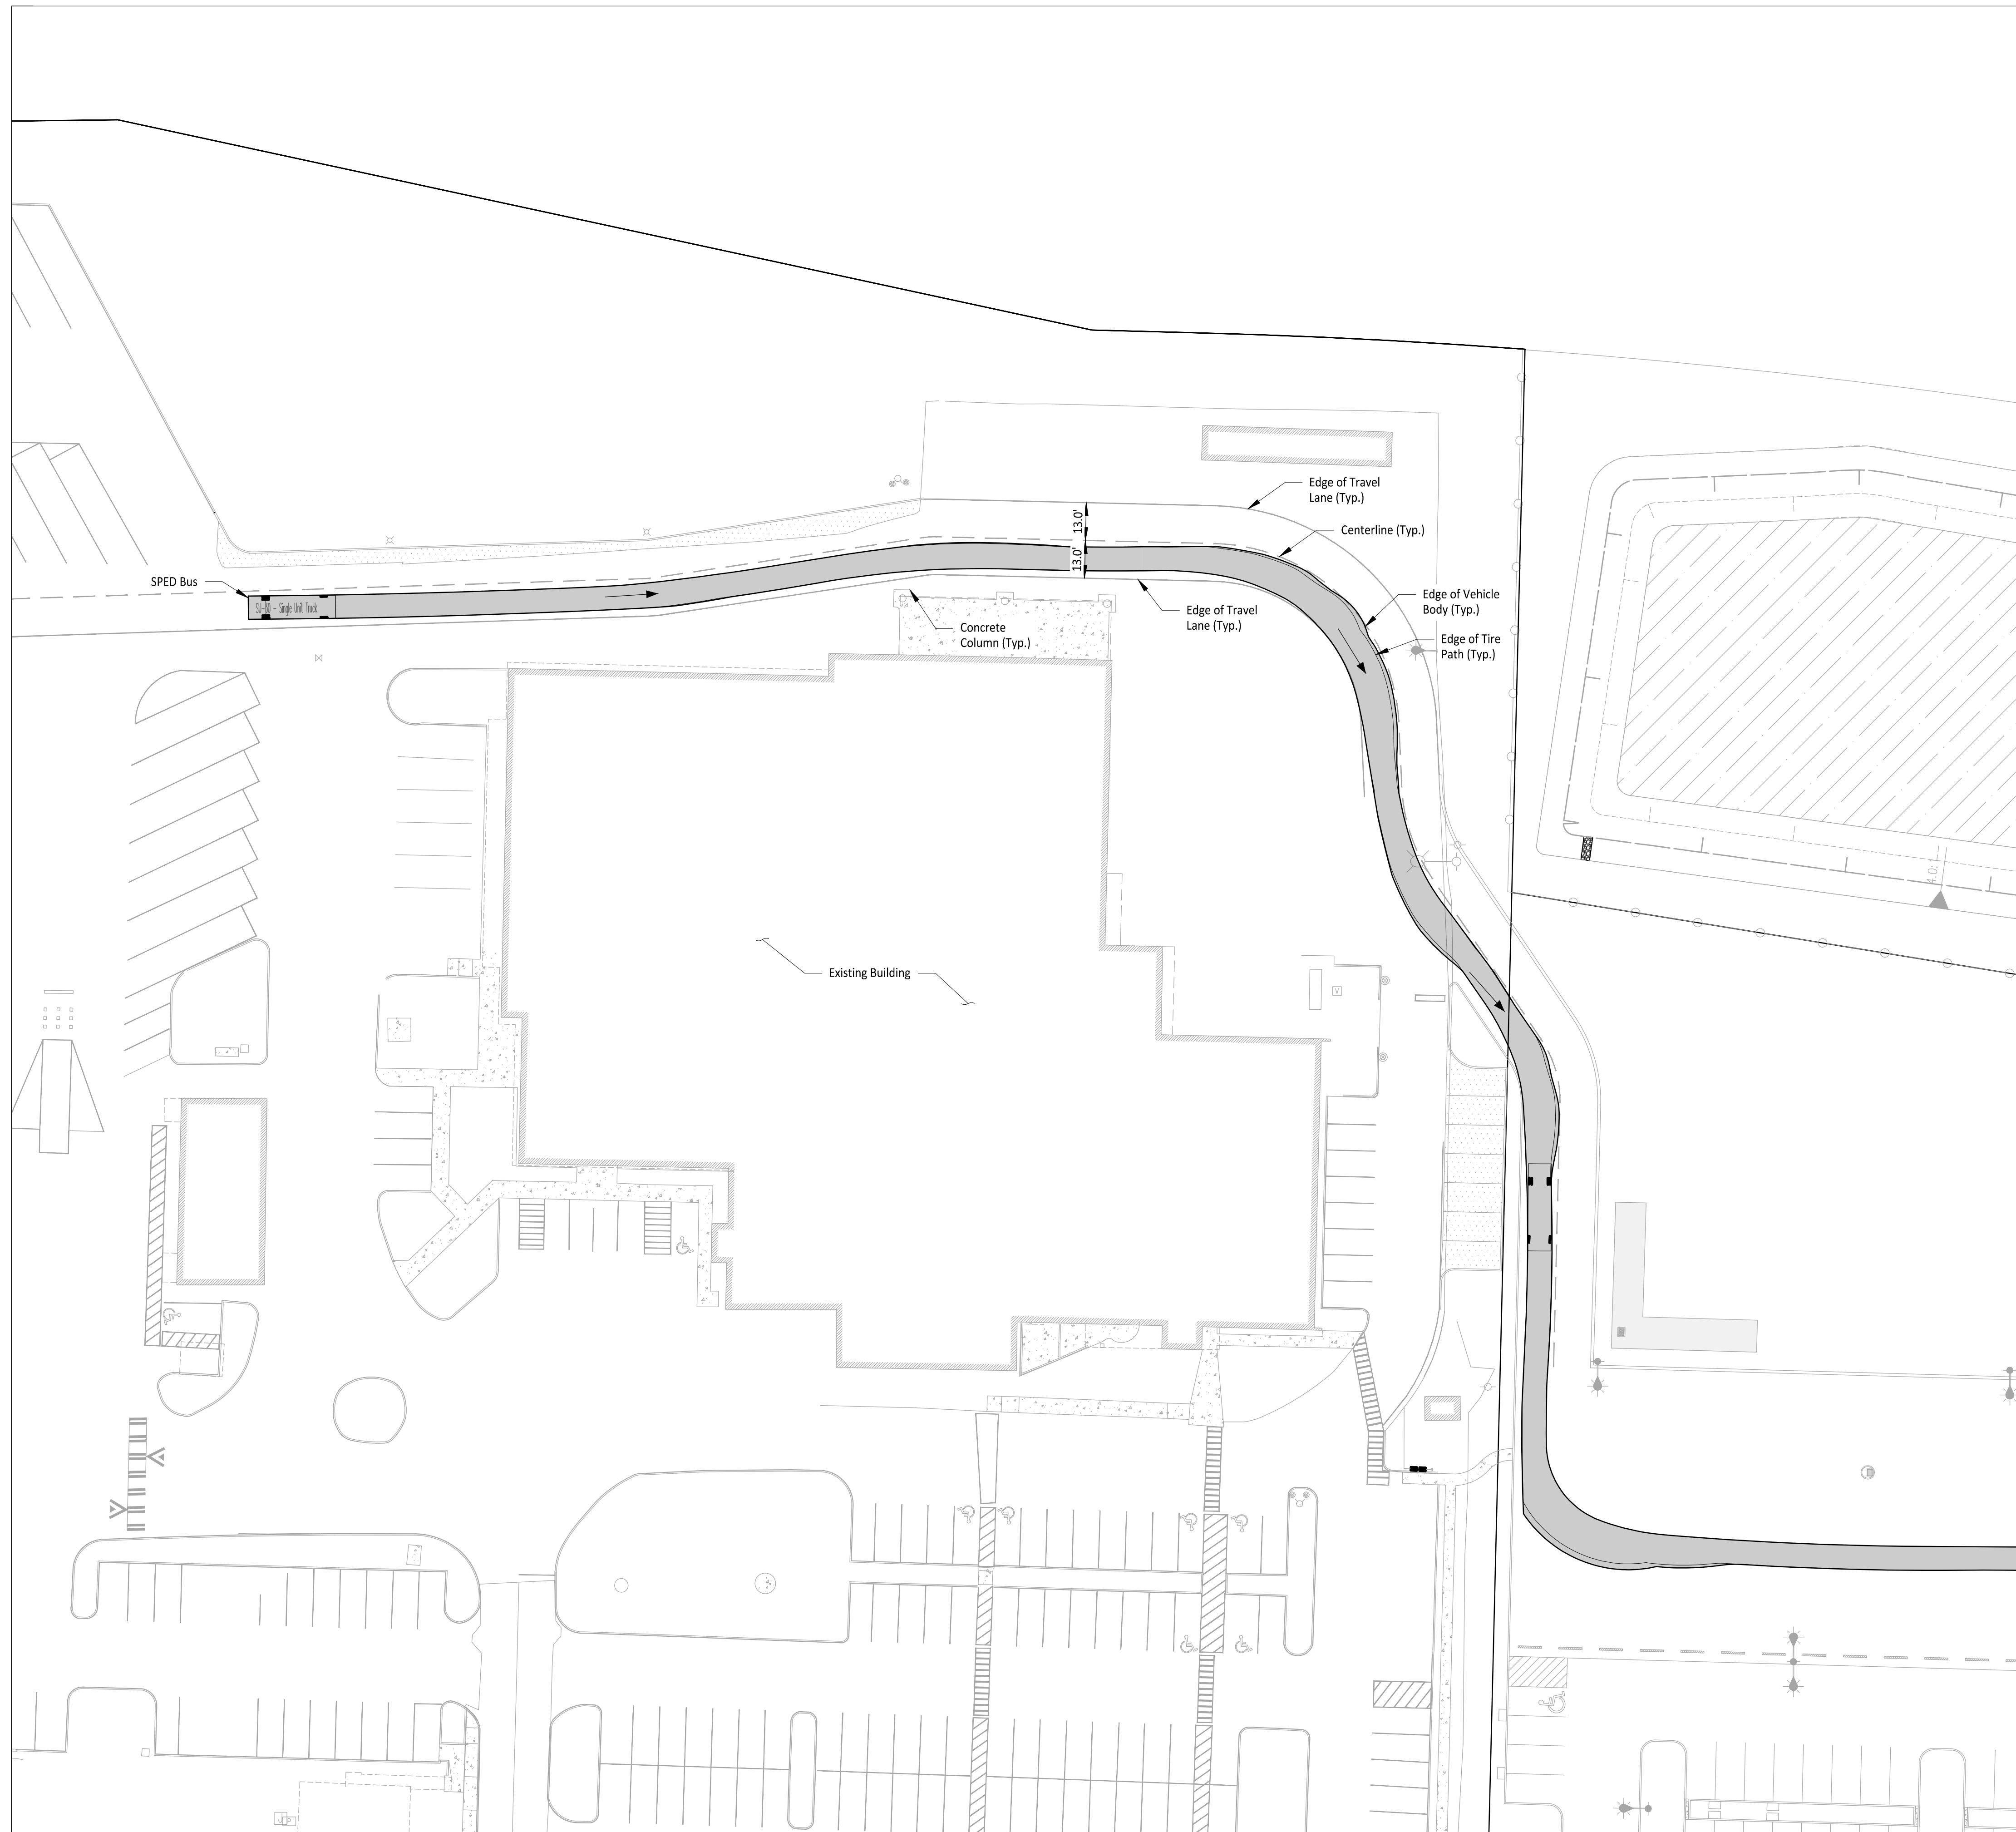 Edge of Travel
Lane (Typ.)
13.0'
Centerline (Typ.)
13.0'
SPED Bus
SU-30 - Single Unit Truck
Edge of Vehicle
Body (Typ.)
Edge of Travel
Lane (Typ.)
Concrete
Column (Typ.)
Edge of Tire
Path (Typ.)
Existing Building
V